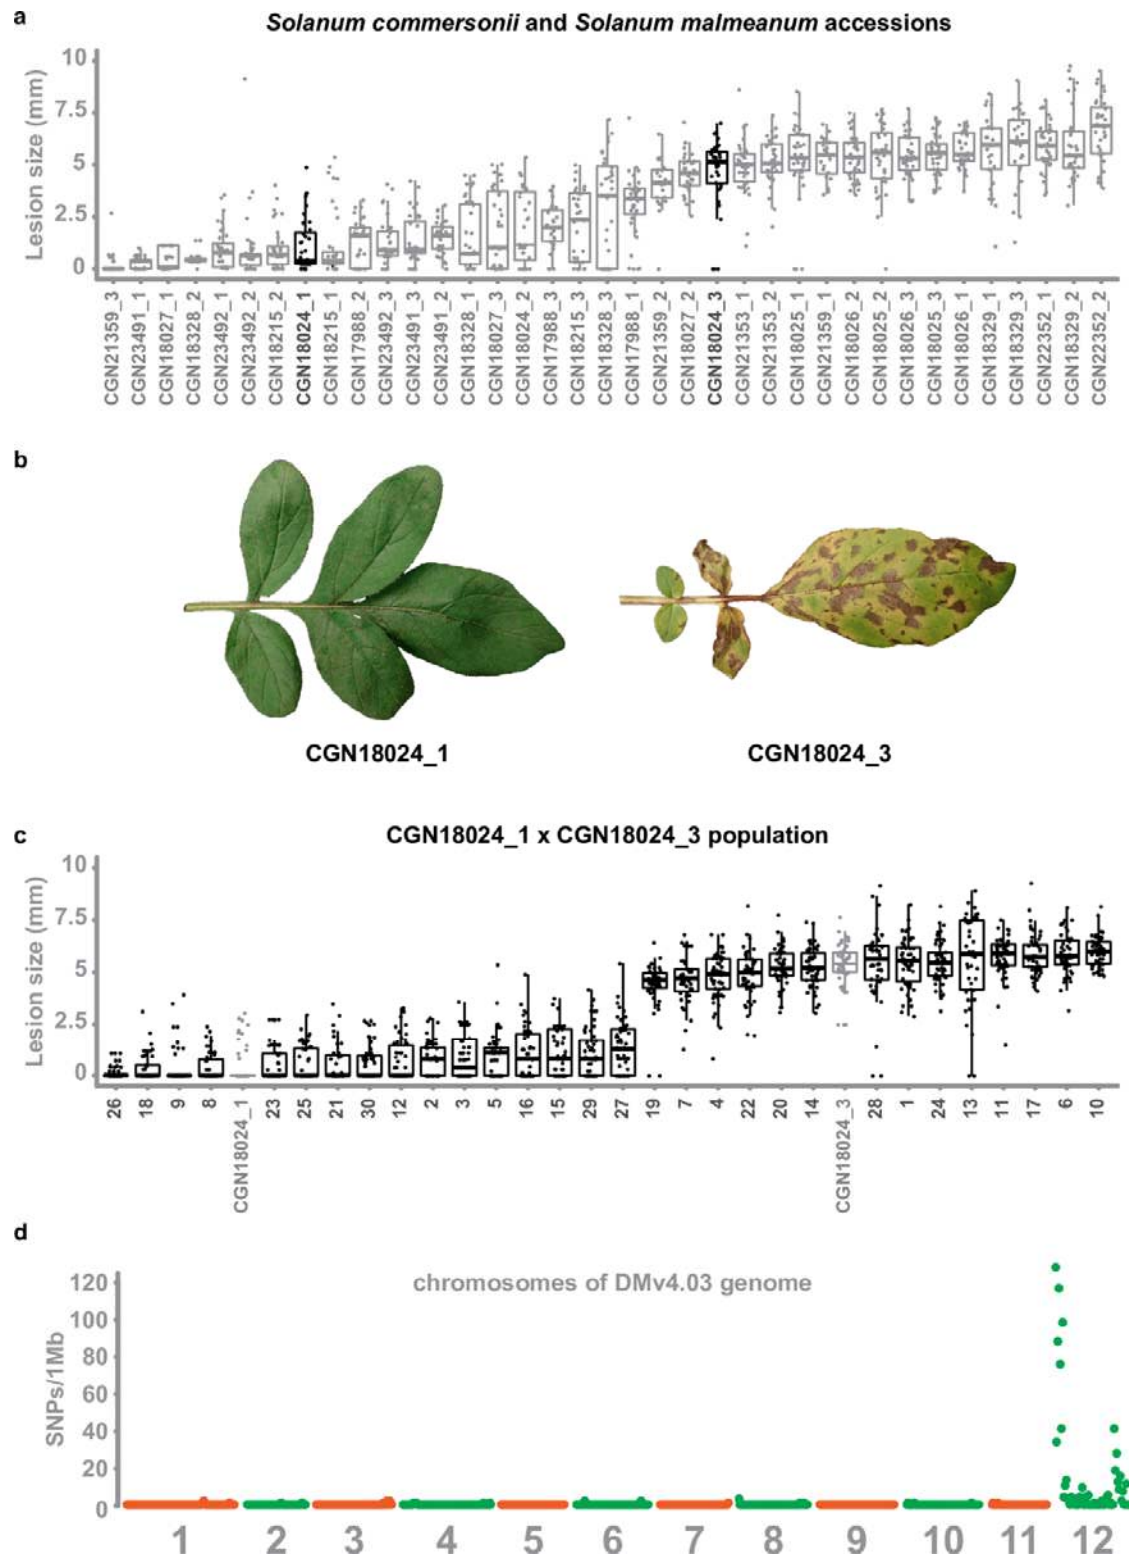 a
Solanum commersonii and Solanum malmeanum accessions
Lesion size (mm)
10
7.5
5
2.5
0
CGN21359_3
CGN23491_1
CGN18027_1
CGN18328_2
CGN23492_1
CGN23492_2
CGN18215_2
CGN18024_1
CGN18215_1
CGN17988_2
CGN23492_3
CGN23491_3
CGN23491_2
CGN18328_1
CGN18027_3
CGN18024_2
CGN17988_3
CGN18215_3
CGN18328_3
CGN17988_1
CGN21359_2
CGN18027_2
CGN18024_3
CGN21353_1
CGN21353_2
CGN18025_1
CGN21359_1
CGN18026_2
CGN18025_2
CGN18026_3
CGN18025_3
CGN18026_1
CGN18329_1
CGN18329_3
CGN22352_1
CGN18329_2
CGN22352_2
b
CGN18024_1
CGN18024_3
c
CGN18024_1 x CGN18024_3 population
Lesion size (mm)
10
7.5
5
2.5
0
26
18
9
8
CGN18024_1
23
25
21
30
12
2
3
5
16
15
29
27
19
7
4
22
20
14
CGN18024_3
28
1
24
13
11
17
6
10
d
chromosomes of DMv4.03 genome
SNPs/1Mb
120
100
80
60
40
20
0
1 2 3 4 5 6 7 8 9 10 11 12